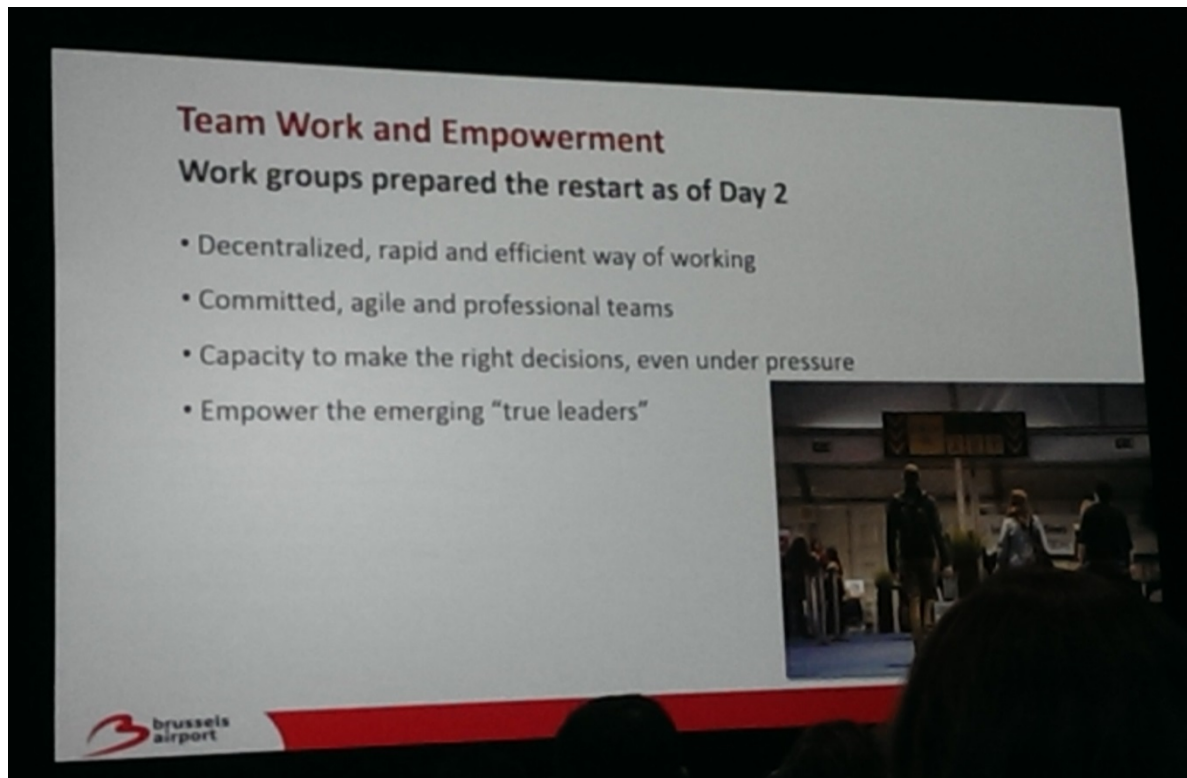 Team Work and Empowerment
Work groups prepared the restart as of Day 2
• Decentralized, rapid and efficient way of working
• Committed, agile and professional teams
• Capacity to make the right decisions, even under pressure
• Empower the emerging “true leaders”
brussels
airport